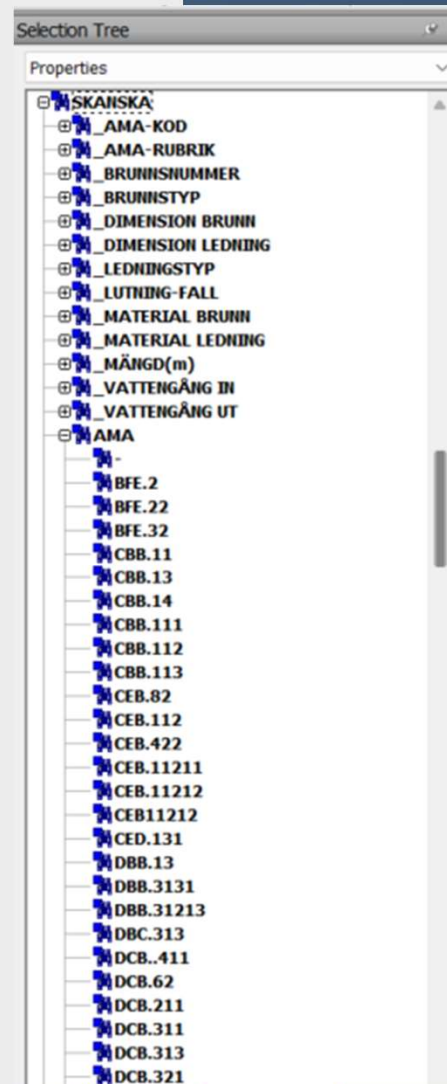 Selection Tree
Properties
SKANSKA
_AMA-KOD
_AMA-RUBRIK
_BRUNNSNUMMER
_BRUNNSTYP
_DIMENSION BRUNN
_DIMENSION LEDNING
_LEDNINGSTYP
_LUTNING-FALL
_MATERIAL BRUNN
_MATERIAL LEDNING
_MÄNGD(m)
_VATTENGÅNG IN
_VATTENGÅNG UT
AMA
-
BFE.2
BFE.22
BFE.32
CBB.11
CBB.13
CBB.14
CBB.111
CBB.112
CBB.113
CEB.82
CEB.112
CEB.422
CEB.11211
CEB.11212
CEB11212
CED.131
DBB.13
DBB.3131
DBB.31213
DBC.313
DCB..411
DCB.62
DCB.211
DCB.311
DCB.313
DCB.321